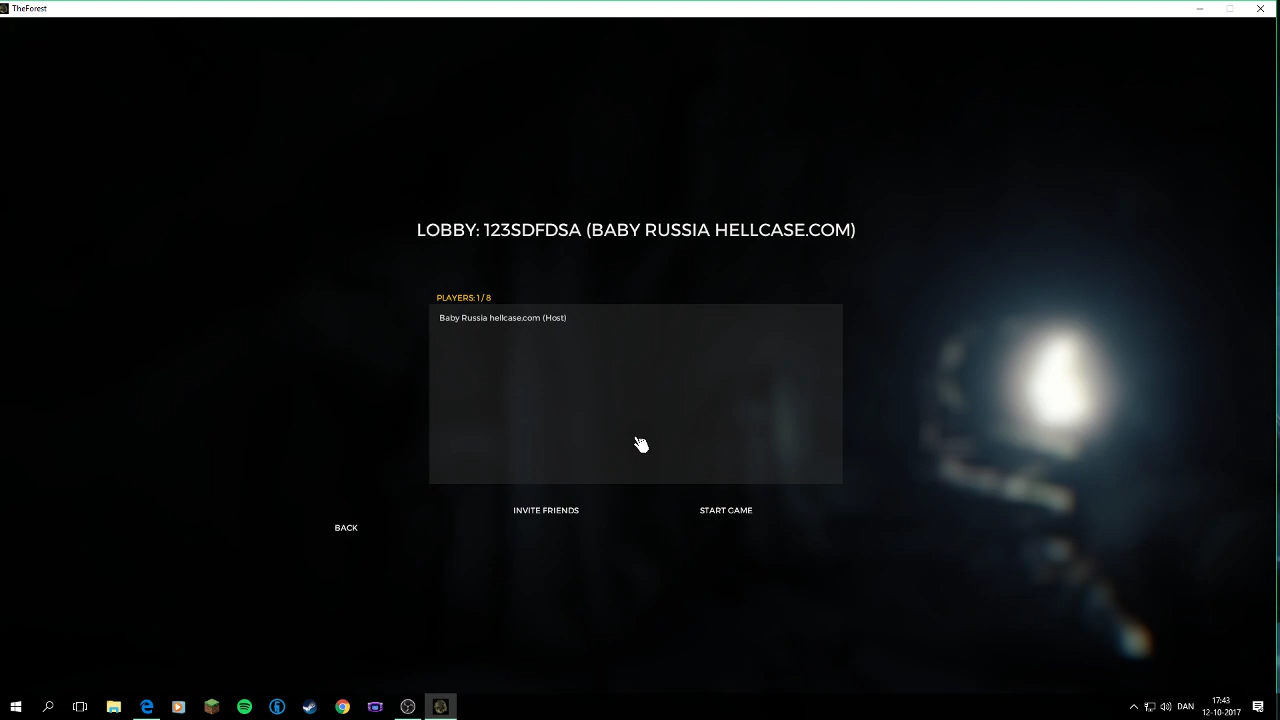 TheForest
LOBBY: 123SDFDSA (BABY RUSSIA HELLCASE.COM)
PLAYERS: 1 / 8
Baby Russia hellcase.com (Host)
INVITE FRIENDS
START GAME
BACK
DAN
17:43
12-10-2017